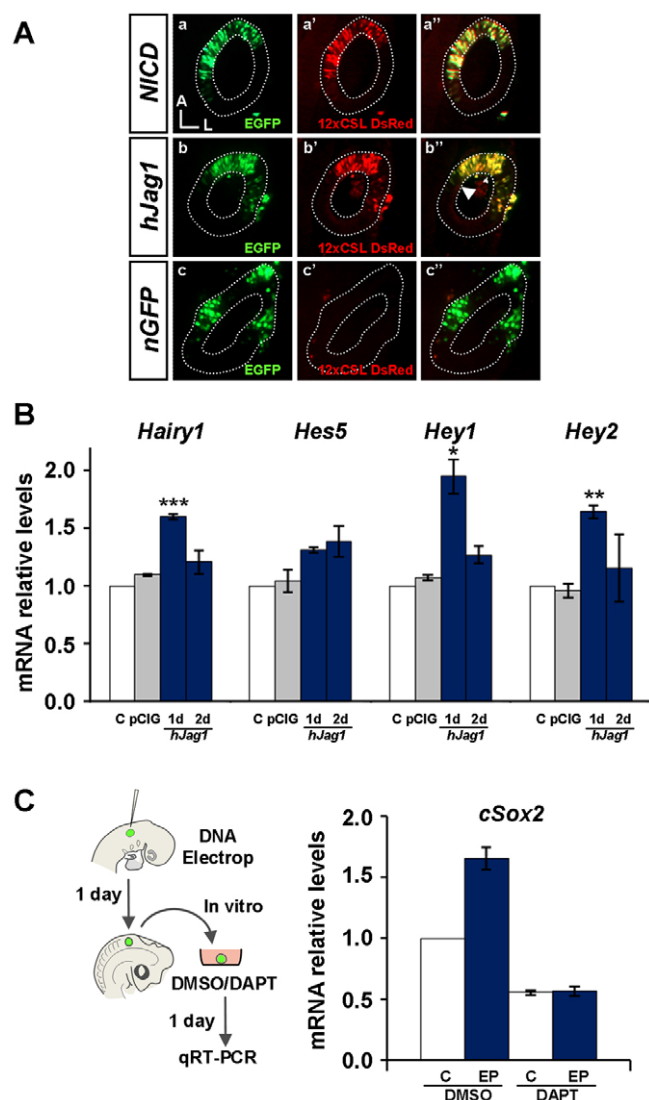 A
NICD
a
a'
a''
A
L
EGFP
12xCSL DsRed
hJag1
b
b'
b''
EGFP
12xCSL DsRed
nGFP
c
c'
c''
EGFP
12xCSL DsRed
B
Hairy1 Hes5 Hey1 Hey2
mRNA relative levels
2.0
1.5
1.0
0.5
0.0
***
*
**
C pCIG 1d 2d
hJag1
C pCIG 1d 2d
hJag1
C pCIG 1d 2d
hJag1
C pCIG 1d 2d
hJag1
C
DNA
Electrop
1 day
In vitro
DMSO/DAPT
1 day
qRT-PCR
cSox2
mRNA relative levels
2.0
1.5
1.0
0.5
0.0
C EP C EP
DMSO DAPT